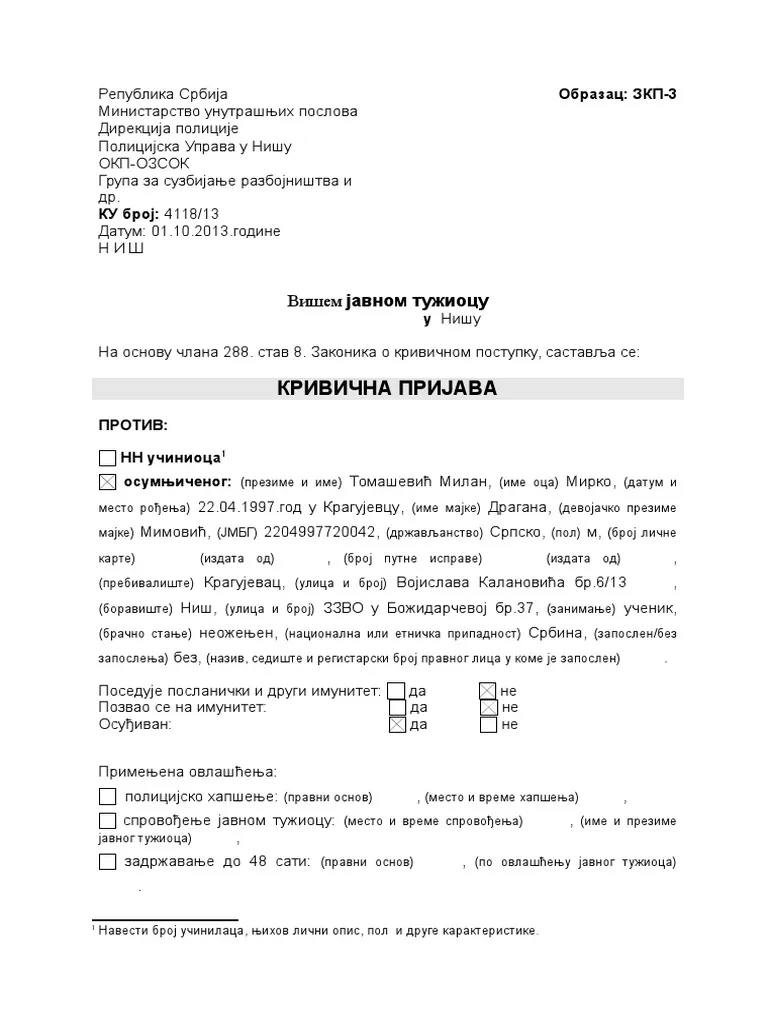 Република Србија
Образац: ЗКП-3
Министарство унутрашњих послова
Дирекција полиције
Полицијска Управа у Нишу
ОКП-ОЗСОК
Група за сузбијање разбојништва и
др.
КУ број: 4118/13
Датум: 01.10.2013.године
Н И Ш
Вишем јавном тужиоцу
у Нишу
На основу члана 288. став 8. Законика о кривичном поступку, саставља се:
КРИВИЧНА ПРИЈАВА
ПРОТИВ:
НН учиниоца1
осумњиченог: (презиме и име) Томашевић Милан, (име оца) Мирко, (датум и
место рођења) 22.04.1997.год у Крагујевцу, (име мајке) Драгана, (девојачко презиме
мајке) Мимовић, (ЈМБГ) 2204997720042, (држављанство) Српско, (пол) м, (број личне
карте) (издата од) , (број путне исправе) (издата од) ,
(пребивалиште) Крагујевац, (улица и број) Војислава Калановића бр.6/13 ,
(боравиште) Ниш, (улица и број) ЗЗВО у Божидарчевој бр.37, (занимање) ученик,
(брачно стање) неожењен, (национална или етничка припадност) Србина, (запослен/без
запослења) без, (назив, седиште и регистарски број правног лица у коме је запослен) .
Поседује посланички и други имунитет: да не
Позвао се на имунитет: да не
Осуђиван: да не
Примењена овлашћења:
полицијско хапшење: (правни основ) , (место и време хапшења) ,
спровођење јавном тужиоцу: (место и време спровођења) , (име и презиме
јавног тужиоца) ,
задржавање до 48 сати: (правни основ) , (по овлашћењу јавног тужиоца)
.
1 Навести број учинилаца, њихов лични опис, пол и друге карактеристике.